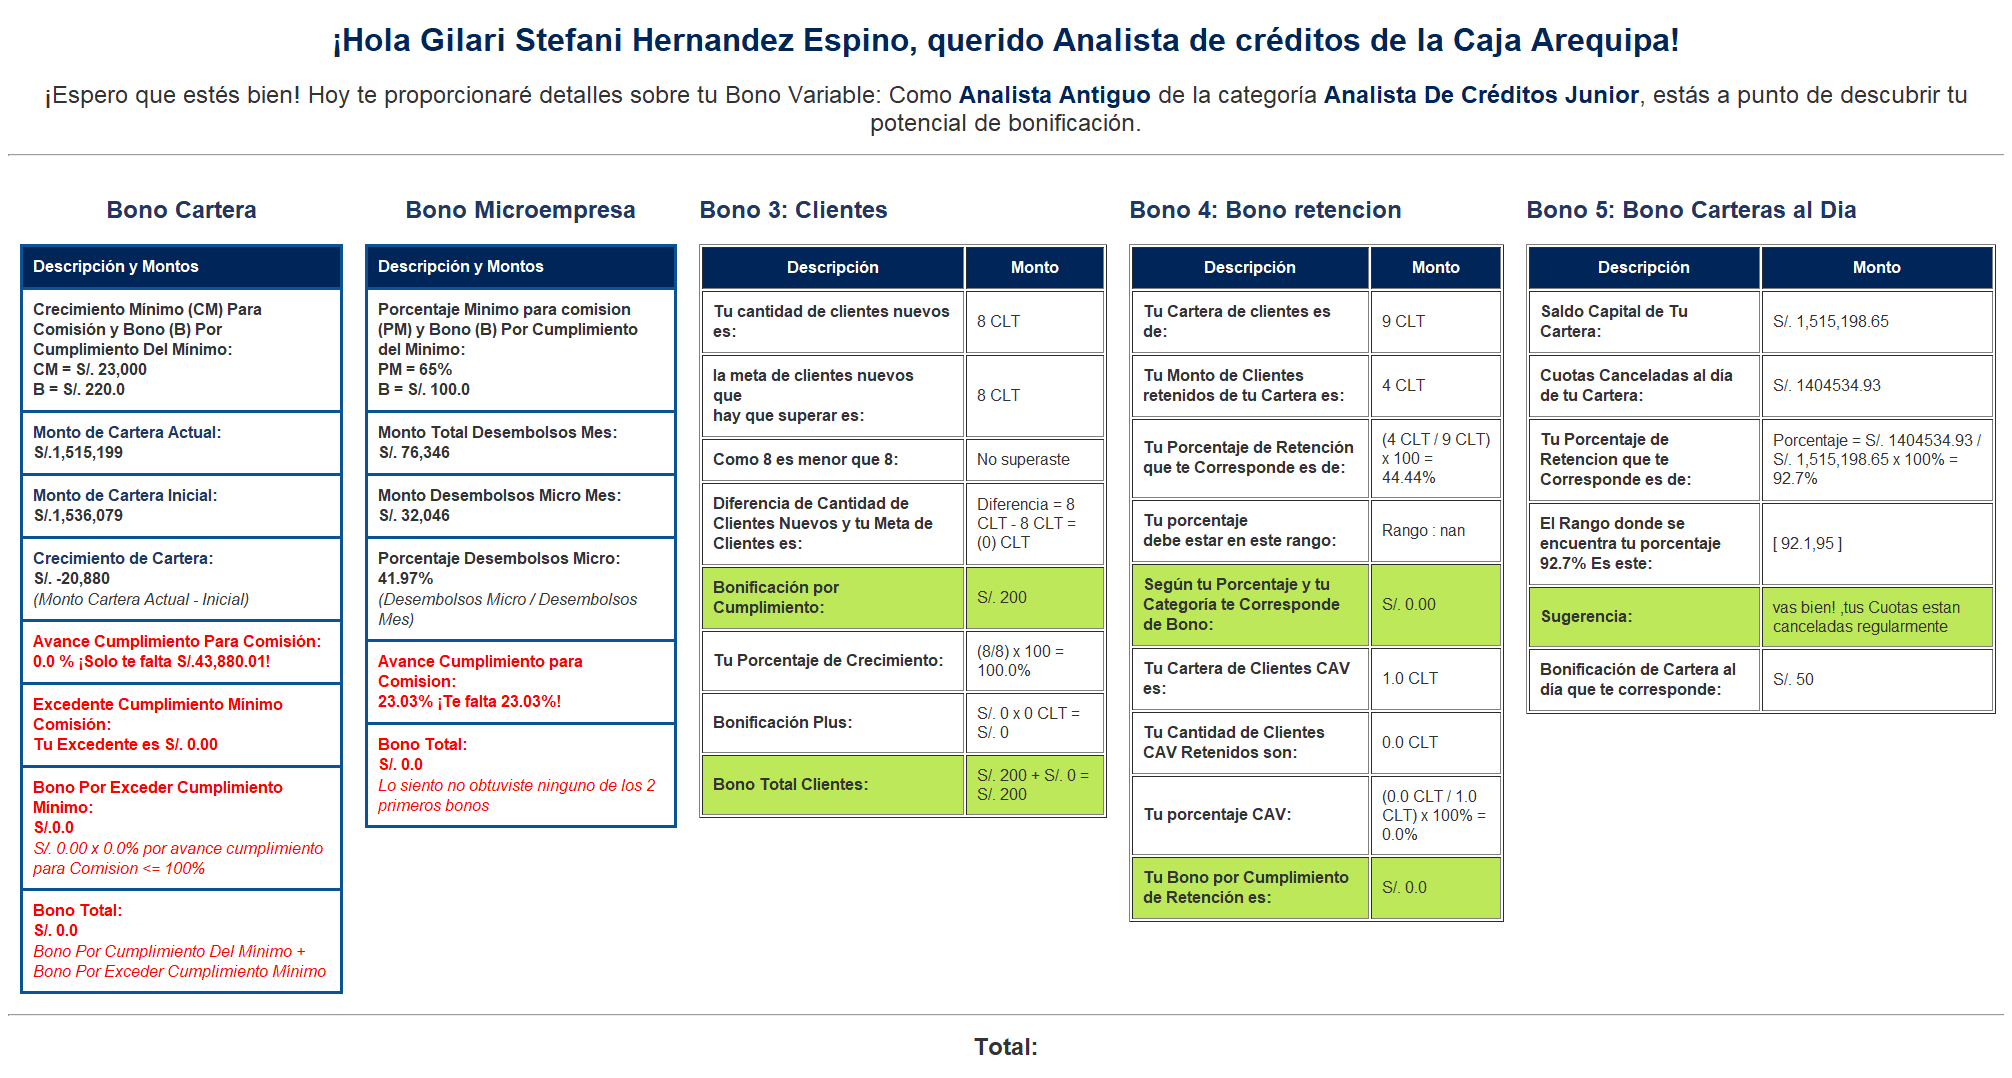 ¡Hola Gilari Stefani Hernandez Espino, querido Analista de créditos de la Caja Arequipa!
¡Espero que estés bien! Hoy te proporcionaré detalles sobre tu Bono Variable: Como Analista Antiguo de la categoría Analista De Créditos Junior, estás a punto de descubrir tu
potencial de bonificación.
Bono Cartera
Descripción y Montos
Crecimiento Mínimo (CM) Para
Comisión y Bono (B) Por
Cumplimiento Del Mínimo:
CM = S/. 23,000
B = S/. 220.0
Monto de Cartera Actual:
S/.1,515,199
Monto de Cartera Inicial:
S/.1,536,079
Crecimiento de Cartera:
S/. -20,880
(Monto Cartera Actual - Inicial)
Avance Cumplimiento Para Comisión:
0.0 % ¡Solo te falta S/.43,880.01!
Excedente Cumplimiento Mínimo
Comisión:
Tu Excedente es S/. 0.00
Bono Por Exceder Cumplimiento
Mínimo:
S/.0.0
S/. 0.00 x 0.0% por avance cumplimiento
para Comision <= 100%
Bono Total:
S/. 0.0
Bono Por Cumplimiento Del Mínimo +
Bono Por Exceder Cumplimiento Mínimo
Bono Microempresa
Descripción y Montos
Porcentaje Minimo para comision
(PM) y Bono (B) Por Cumplimiento
del Minimo:
PM = 65%
B = S/. 100.0
Monto Total Desembolsos Mes:
S/. 76,346
Monto Desembolsos Micro Mes:
S/. 32,046
Porcentaje Desembolsos Micro:
41.97%
(Desembolsos Micro / Desembolsos
Mes)
Avance Cumplimiento para
Comision:
23.03% ¡Te falta 23.03%!
Bono Total:
S/. 0.0
Lo siento no obtuviste ninguno de los 2
primeros bonos
Bono 3: Clientes
Descripción Monto
Tu cantidad de clientes nuevos
es:
8 CLT
la meta de clientes nuevos
que
hay que superar es:
8 CLT
Como 8 es menor que 8:
No superaste
Diferencia de Cantidad de
Clientes Nuevos y tu Meta de
Clientes es:
Diferencia = 8
CLT - 8 CLT =
(0) CLT
Bonificación por
Cumplimiento:
S/. 200
Tu Porcentaje de Crecimiento:
(8/8) x 100 =
100.0%
Bonificación Plus:
S/. 0 x 0 CLT =
S/. 0
Bono Total Clientes:
S/. 200 + S/. 0 =
S/. 200
Bono 4: Bono retencion
Descripción Monto
Tu Cartera de clientes es
de:
9 CLT
Tu Monto de Clientes
retenidos de tu Cartera es:
4 CLT
Tu Porcentaje de Retención
que te Corresponde es de:
(4 CLT / 9 CLT)
x 100 =
44.44%
Tu porcentaje
debe estar en este rango:
Rango : nan
Según tu Porcentaje y tu
Categoría te Corresponde
de Bono:
S/. 0.00
Tu Cartera de Clientes CAV
es:
1.0 CLT
Tu Cantidad de Clientes
CAV Retenidos son:
0.0 CLT
Tu porcentaje CAV:
(0.0 CLT / 1.0
CLT) x 100% =
0.0%
Tu Bono por Cumplimiento
de Retención es:
S/. 0.0
Bono 5: Bono Carteras al Dia
Descripción Monto
Saldo Capital de Tu
Cartera:
S/. 1,515,198.65
Cuotas Canceladas al día
de tu Cartera:
S/. 1404534.93
Tu Porcentaje de
Retencion que te
Corresponde es de:
Porcentaje = S/. 1404534.93 /
S/. 1,515,198.65 x 100% =
92.7%
El Rango donde se
encuentra tu porcentaje
92.7% Es este:
[ 92.1,95 ]
Sugerencia:
vas bien! ,tus Cuotas estan
canceladas regularmente
Bonificación de Cartera al
día que te corresponde:
S/. 50
Total: